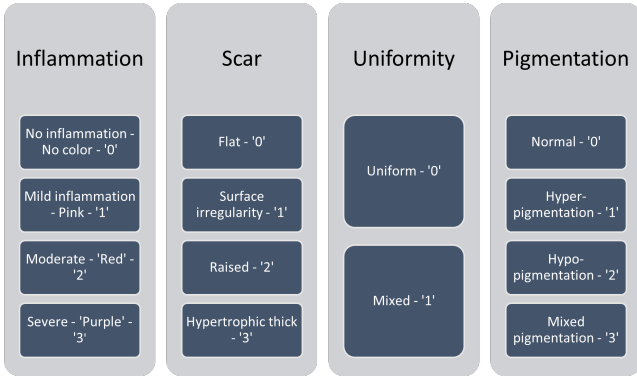 Inflammation
No inflammation -
No color - '0'
Mild inflammation
- Pink - '1'
Moderate - 'Red' -
'2'
Severe - 'Purple' -
'3'
Scar
Flat - '0'
Surface
irregularity - '1'
Raised - '2'
Hypertrophic thick
- '3'
Uniformity
Uniform - '0'
Mixed - '1'
Pigmentation
Normal - '0'
Hyper-
pigmentation - '1'
Hypo-
pigmentation - '2'
Mixed
pigmentation - '3'